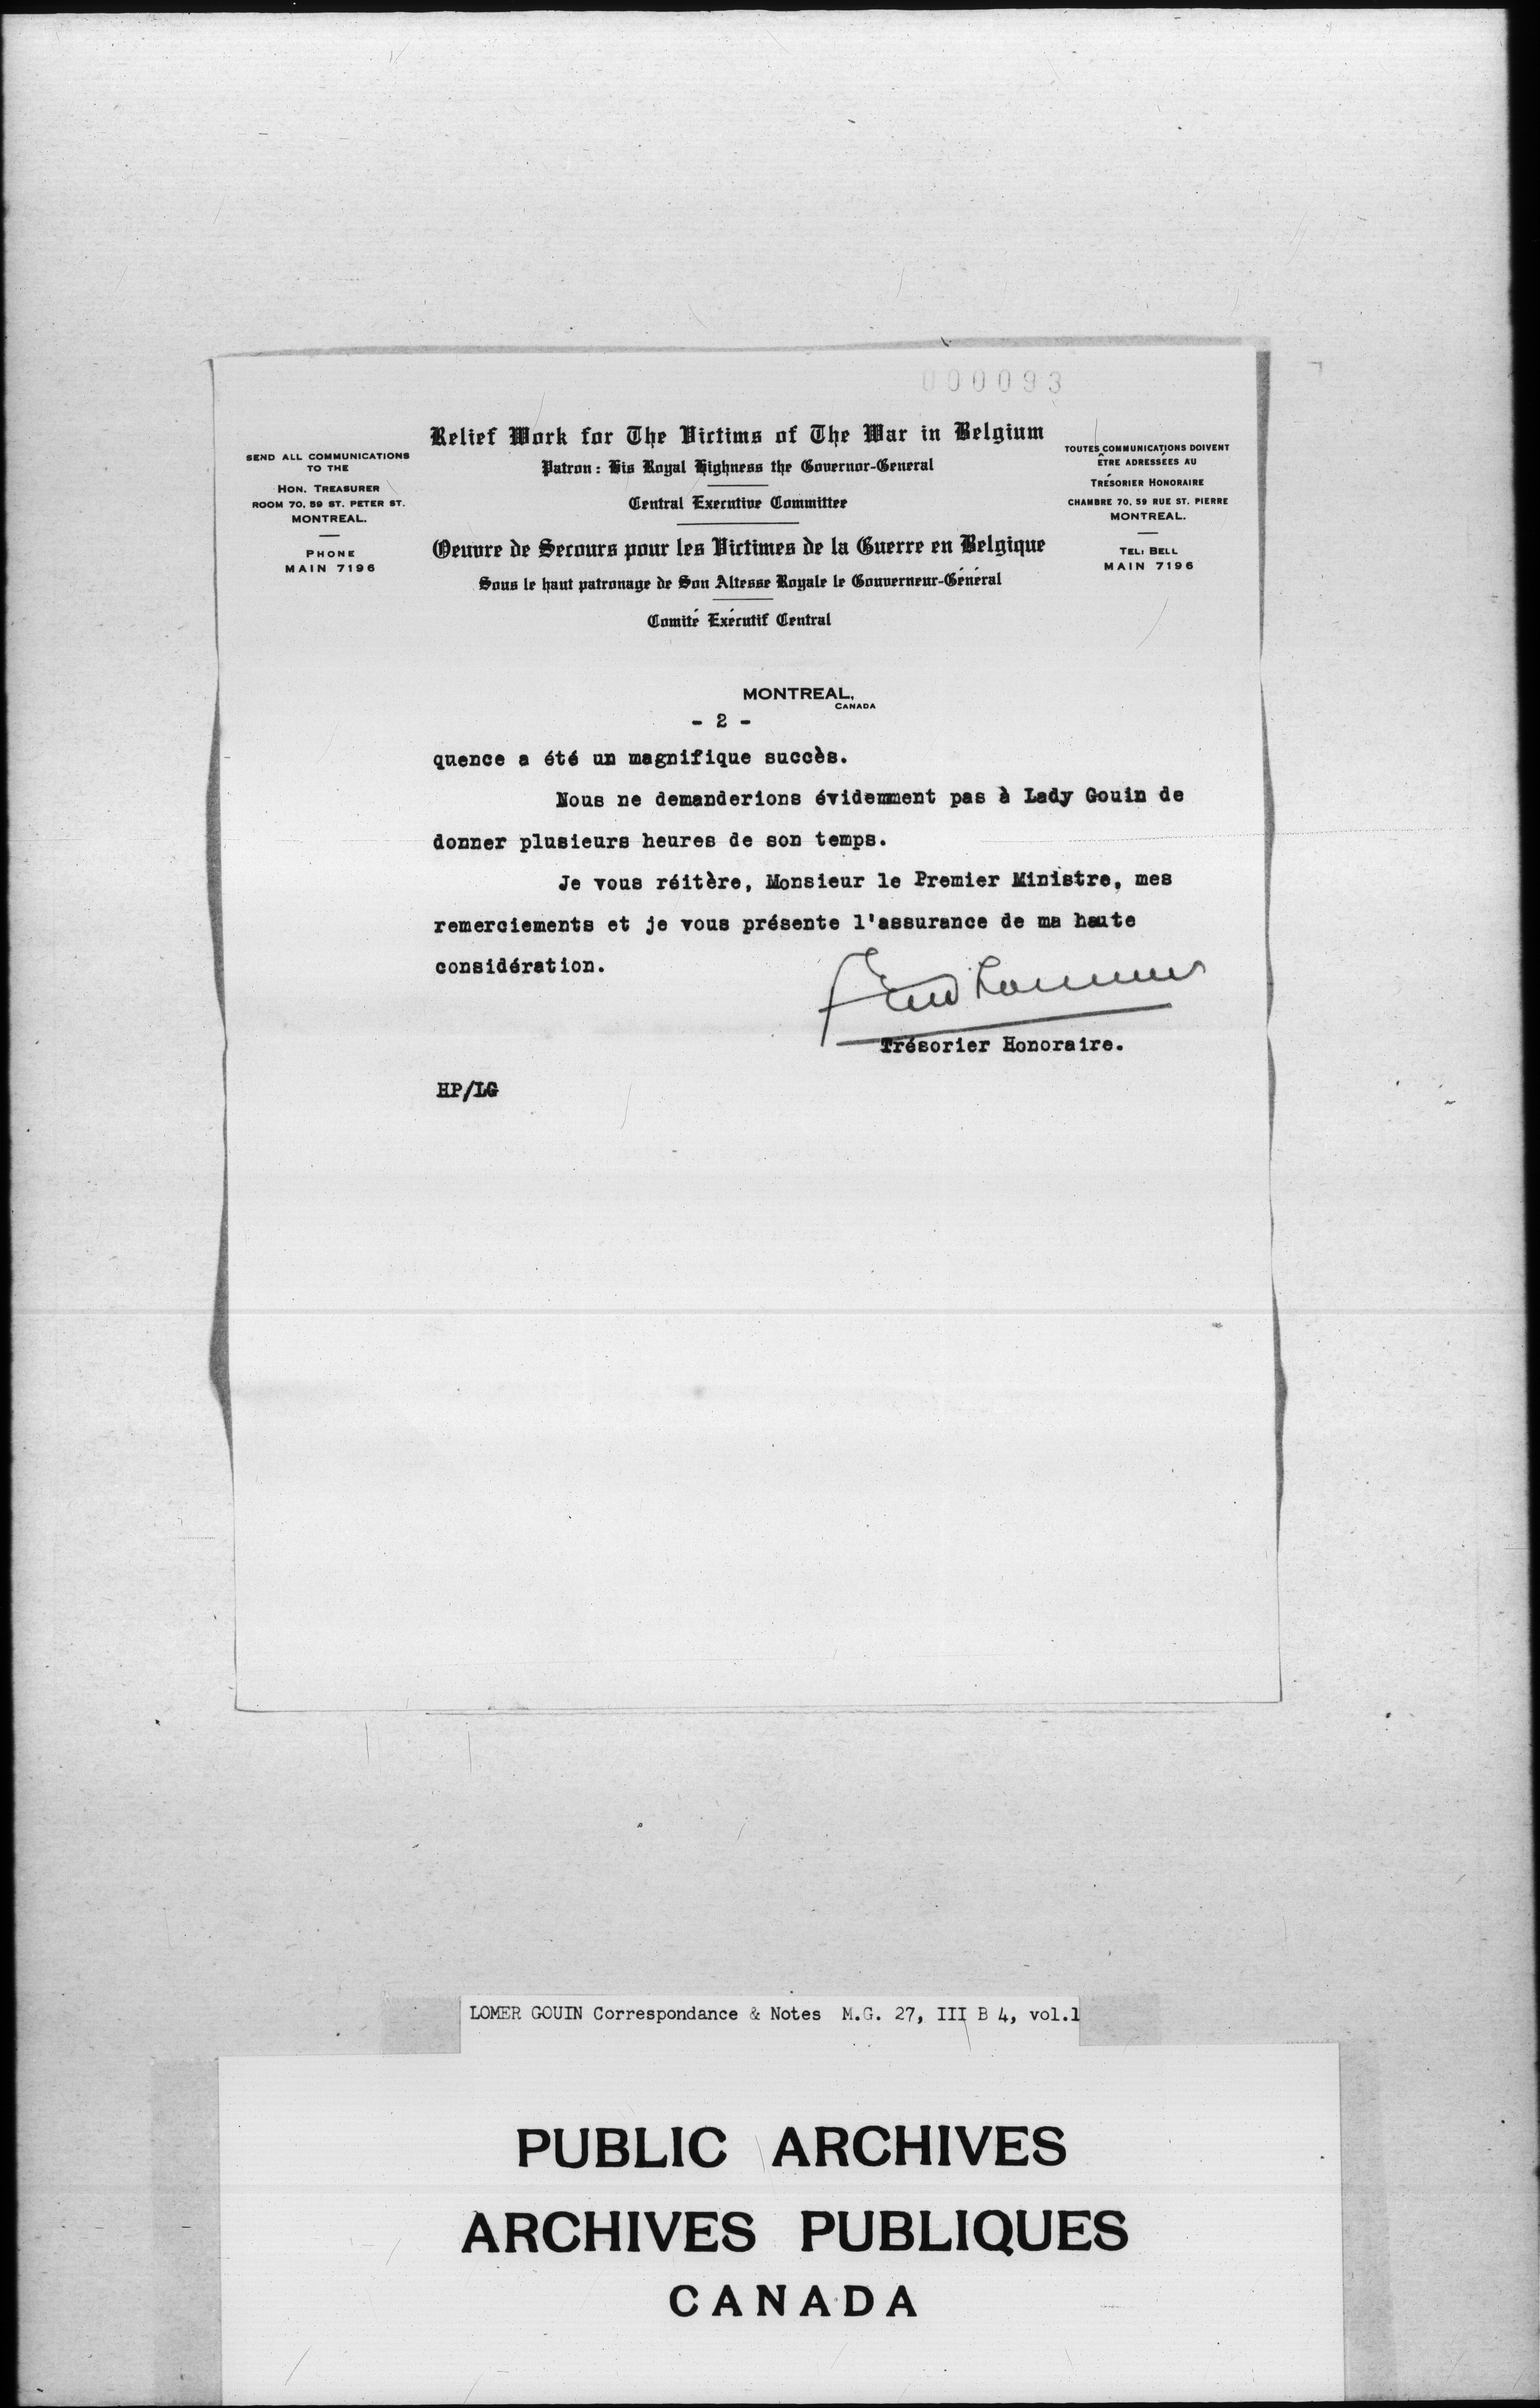 000093
Relief Work for The Victims of The War in Belgium
Patron: His Royal Highness the Governor-General
Central Executive Committee
Oeuvre de Secours pour les Victimes de la Guerre en Belgique
Sous le haut patronage de Son Altesse Royale le Gouverneur-Général
Comité Exécutif Central
SEND ALL COMMUNICATIONS
TO THE
HON. TREASURER
ROOM 70, 59 ST. PETER ST.
MONTREAL.
PHONE
MAIN 7196
TOUTES COMMUNICATIONS DOIVENT
ÊTRE ADRESSÉES AU
TRÉSORIER HONORAIRE
CHAMBRE 70, 59 RUE ST. PIERRE
MONTREAL.
TEL: BELL
MAIN 7196
MONTREAL,
CANADA
- 2 -
quence a été un magnifique succès.
Nous ne demanderions évidemment pas à Lady Gouin de
donner plusieurs heures de son temps.
Je vous réitère, Monsieur le Premier Ministre, mes
remerciements et je vous présente l'assurance de ma haute
considération.
Trésorier Honoraire.
HP/LG
LOMER GOUIN Correspondance & Notes M.G. 27, III B 4, vol.1
PUBLIC ARCHIVES
ARCHIVES PUBLIQUES
CANADA